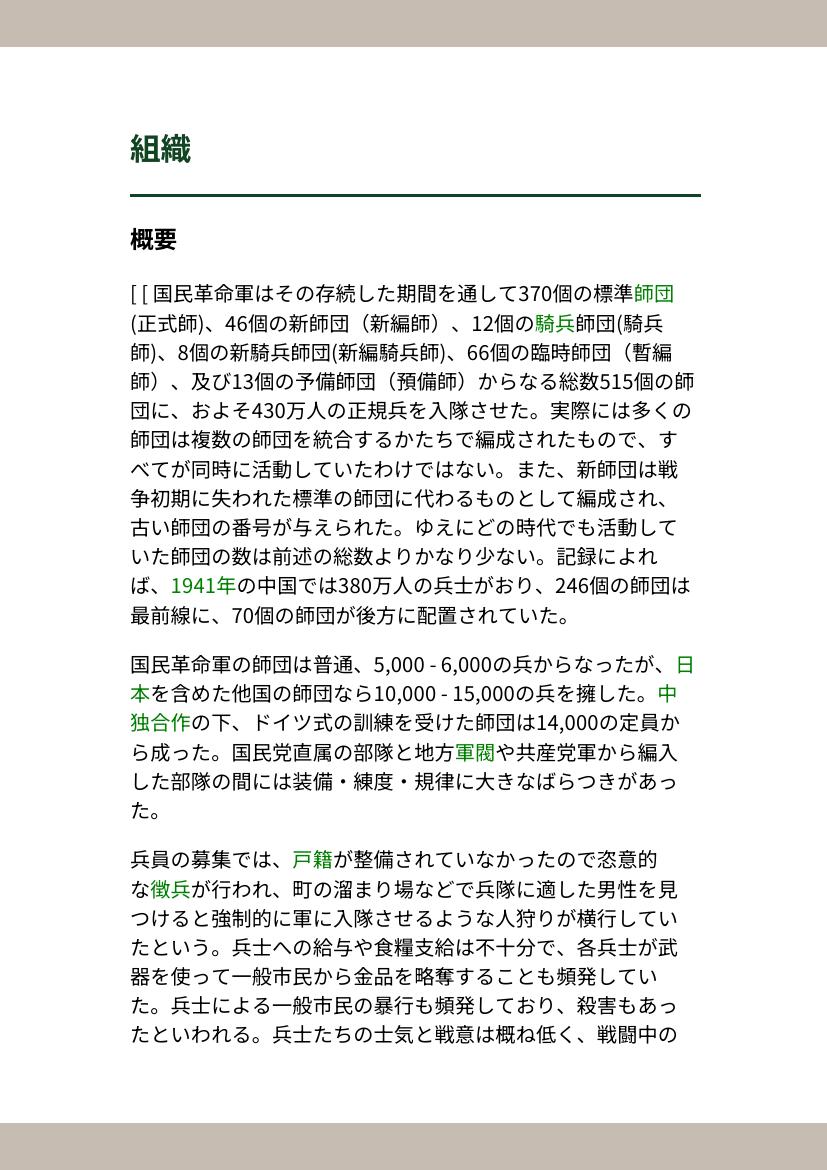 組織
概要
[ [ 国民革命軍はその存続した期間を通して370個の標準師団
(正式師)、46個の新師団（新編師）、12個の騎兵師団(騎兵
師)、8個の新騎兵師団(新編騎兵師)、66個の臨時師団（暫編
師）、及び13個の予備師団（預備師）からなる総数515個の師
団に、およそ430万人の正規兵を入隊させた。実際には多くの
師団は複数の師団を統合するかたちで編成されたもので、す
べてが同時に活動していたわけではない。また、新師団は戦
争初期に失われた標準の師団に代わるものとして編成され、
古い師団の番号が与えられた。ゆえにどの時代でも活動して
いた師団の数は前述の総数よりかなり少ない。記録によれ
ば、1941年の中国では380万人の兵士がおり、246個の師団は
最前線に、70個の師団が後方に配置されていた。
国民革命軍の師団は普通、5,000 - 6,000の兵からなったが、日
本を含めた他国の師団なら10,000 - 15,000の兵を擁した。中
独合作の下、ドイツ式の訓練を受けた師団は14,000の定員か
ら成った。国民党直属の部隊と地方軍閥や共産党軍から編入
した部隊の間には装備・練度・規律に大きなばらつきがあっ
た。
兵員の募集では、戸籍が整備されていなかったので恣意的
な徴兵が行われ、町の溜まり場などで兵隊に適した男性を見
つけると強制的に軍に入隊させるような人狩りが横行してい
たという。兵士への給与や食糧支給は不十分で、各兵士が武
器を使って一般市民から金品を略奪することも頻発してい
た。兵士による一般市民の暴行も頻発しており、殺害もあっ
たといわれる。兵士たちの士気と戦意は概ね低く、戦闘中の